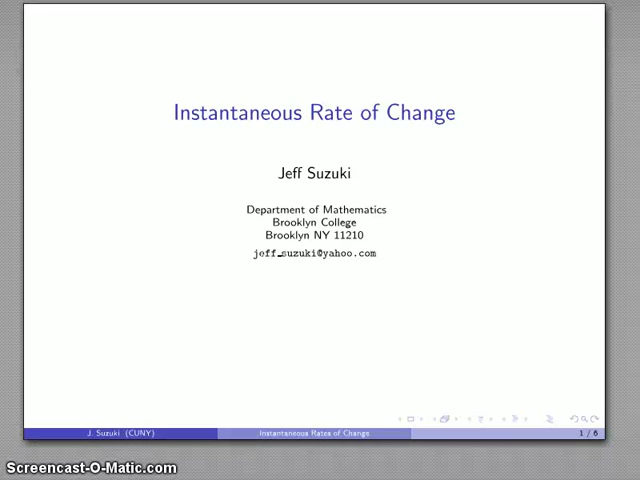 Instantaneous Rate of Change
Jeff Suzuki
Department of Mathematics
Brooklyn College
Brooklyn NY 11210
jeff_suzuki@yahoo.com
J. Suzuki (CUNY)
Instantaneous Rates of Change
1 / 6
Screencast-O-Matic.com